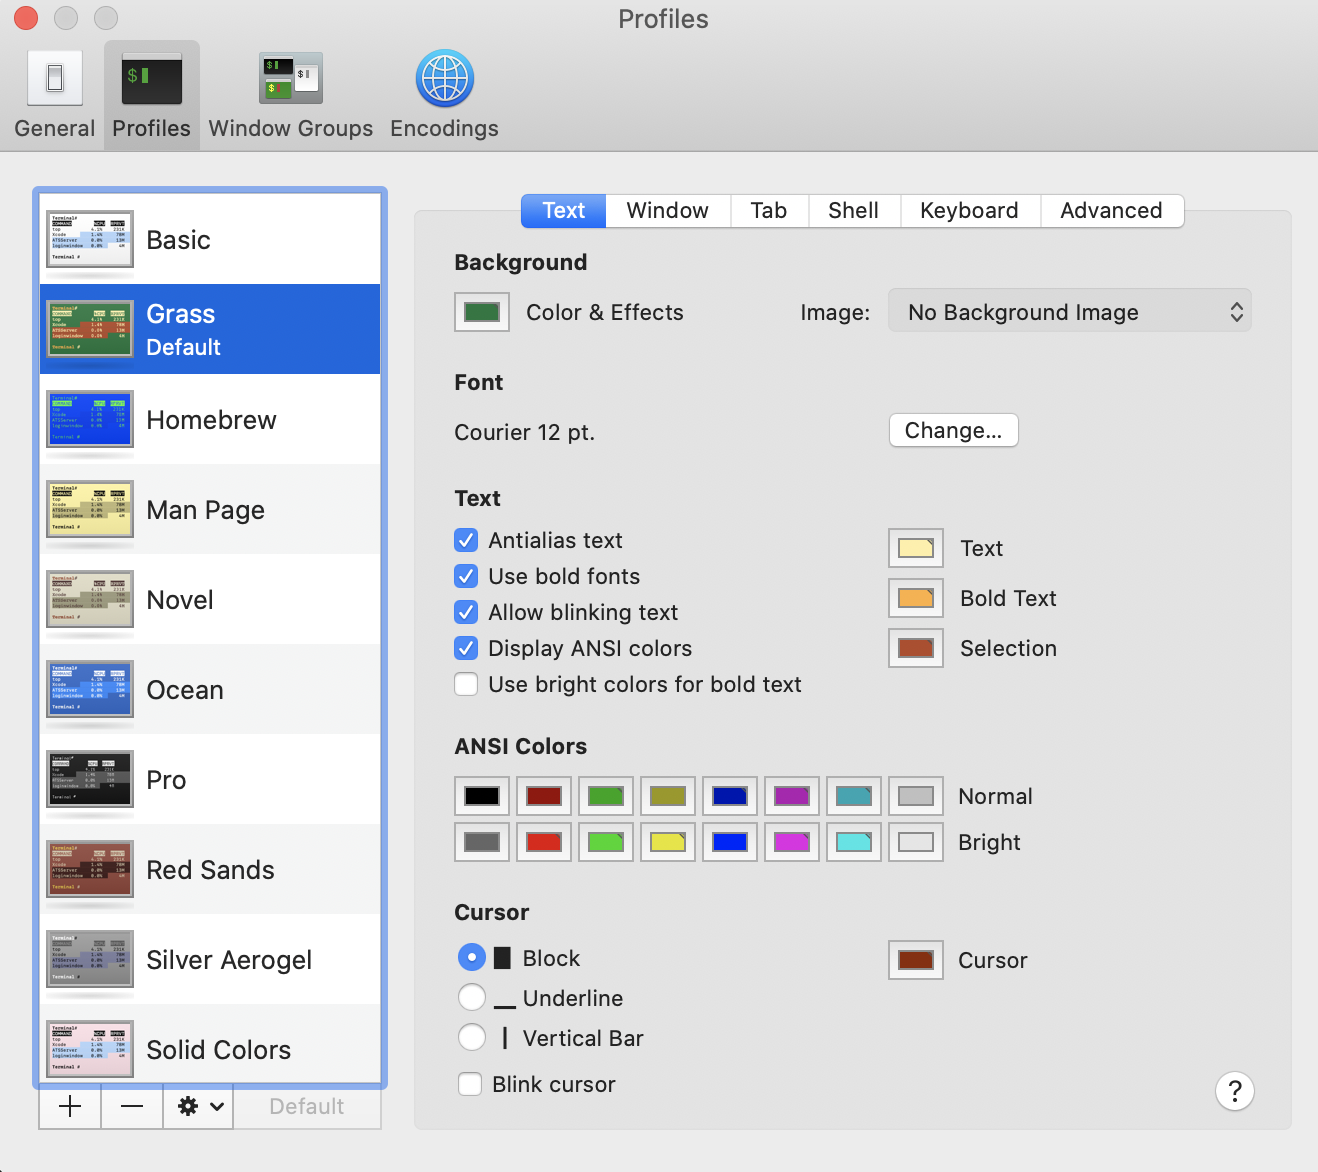 Profiles
General Profiles Window Groups Encodings
Text Window Tab Shell Keyboard Advanced
Basic
Grass
Default
Homebrew
Man Page
Novel
Ocean
Pro
Red Sands
Silver Aerogel
Solid Colors
Default
Background
Color & Effects Image: No Background Image
Font
Courier 12 pt. Change...
Text
Antialias text
Use bold fonts
Allow blinking text
Display ANSI colors
Use bright colors for bold text
Text
Bold Text
Selection
ANSI Colors
Normal
Bright
Cursor
Block
Underline
Vertical Bar
Blink cursor
Cursor
?